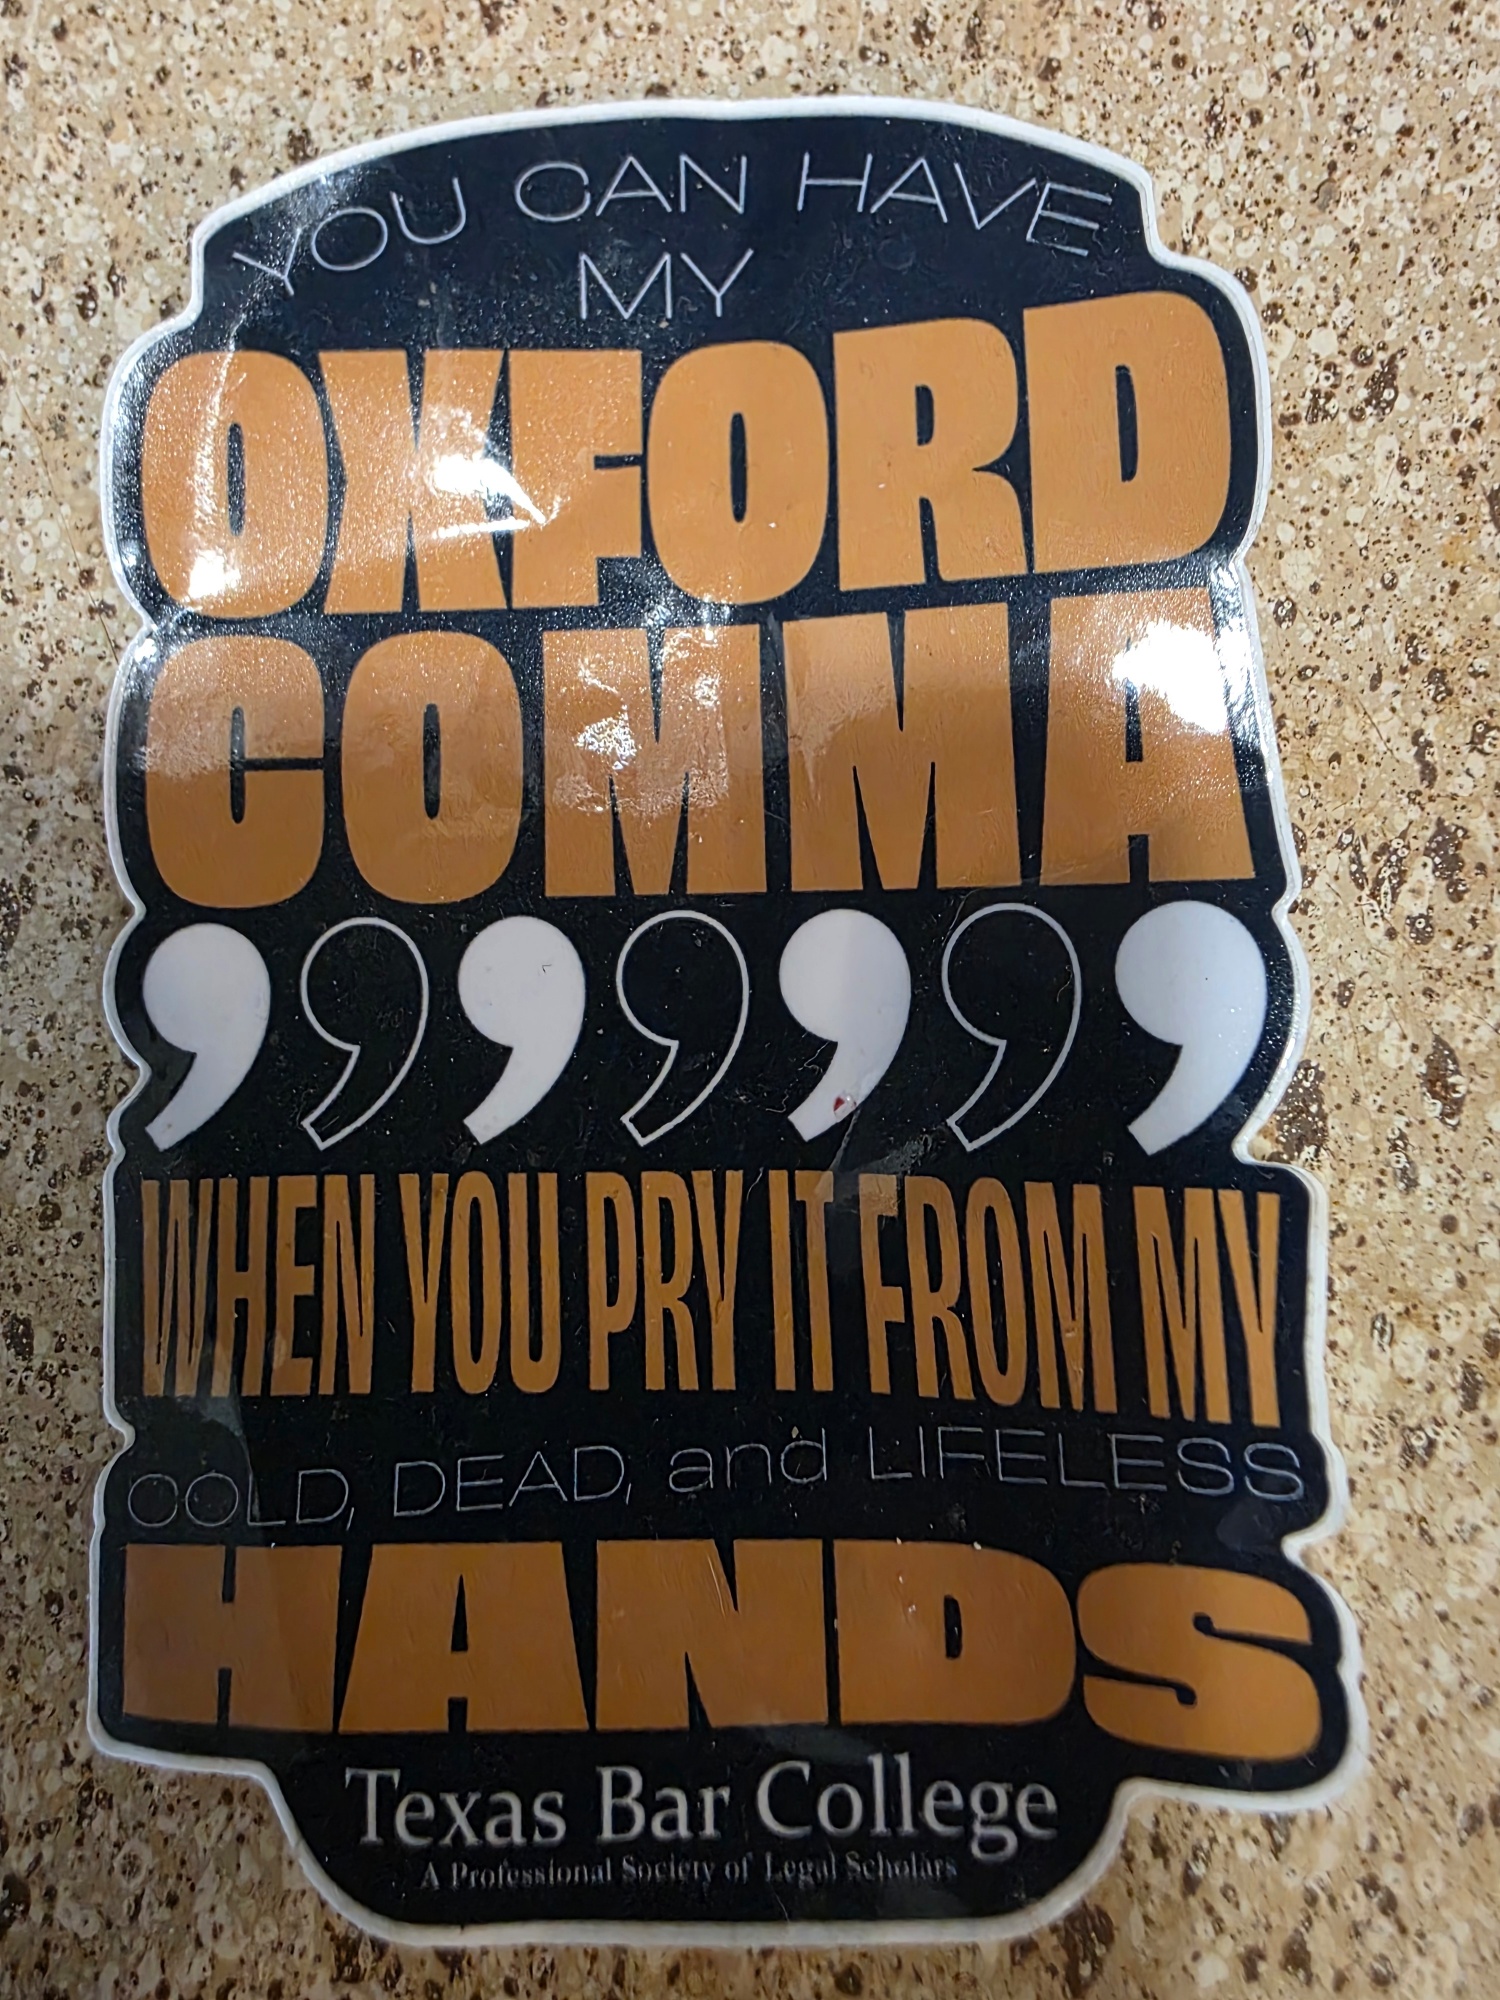 YOU CAN HAVE
MY
OXFORD
COMMA
,,,,,,,
WHEN YOU PRY IT FROM MY
COLD, DEAD, and LIFELESS
HANDS
Texas Bar College
A Professional Society of Legal Scholars